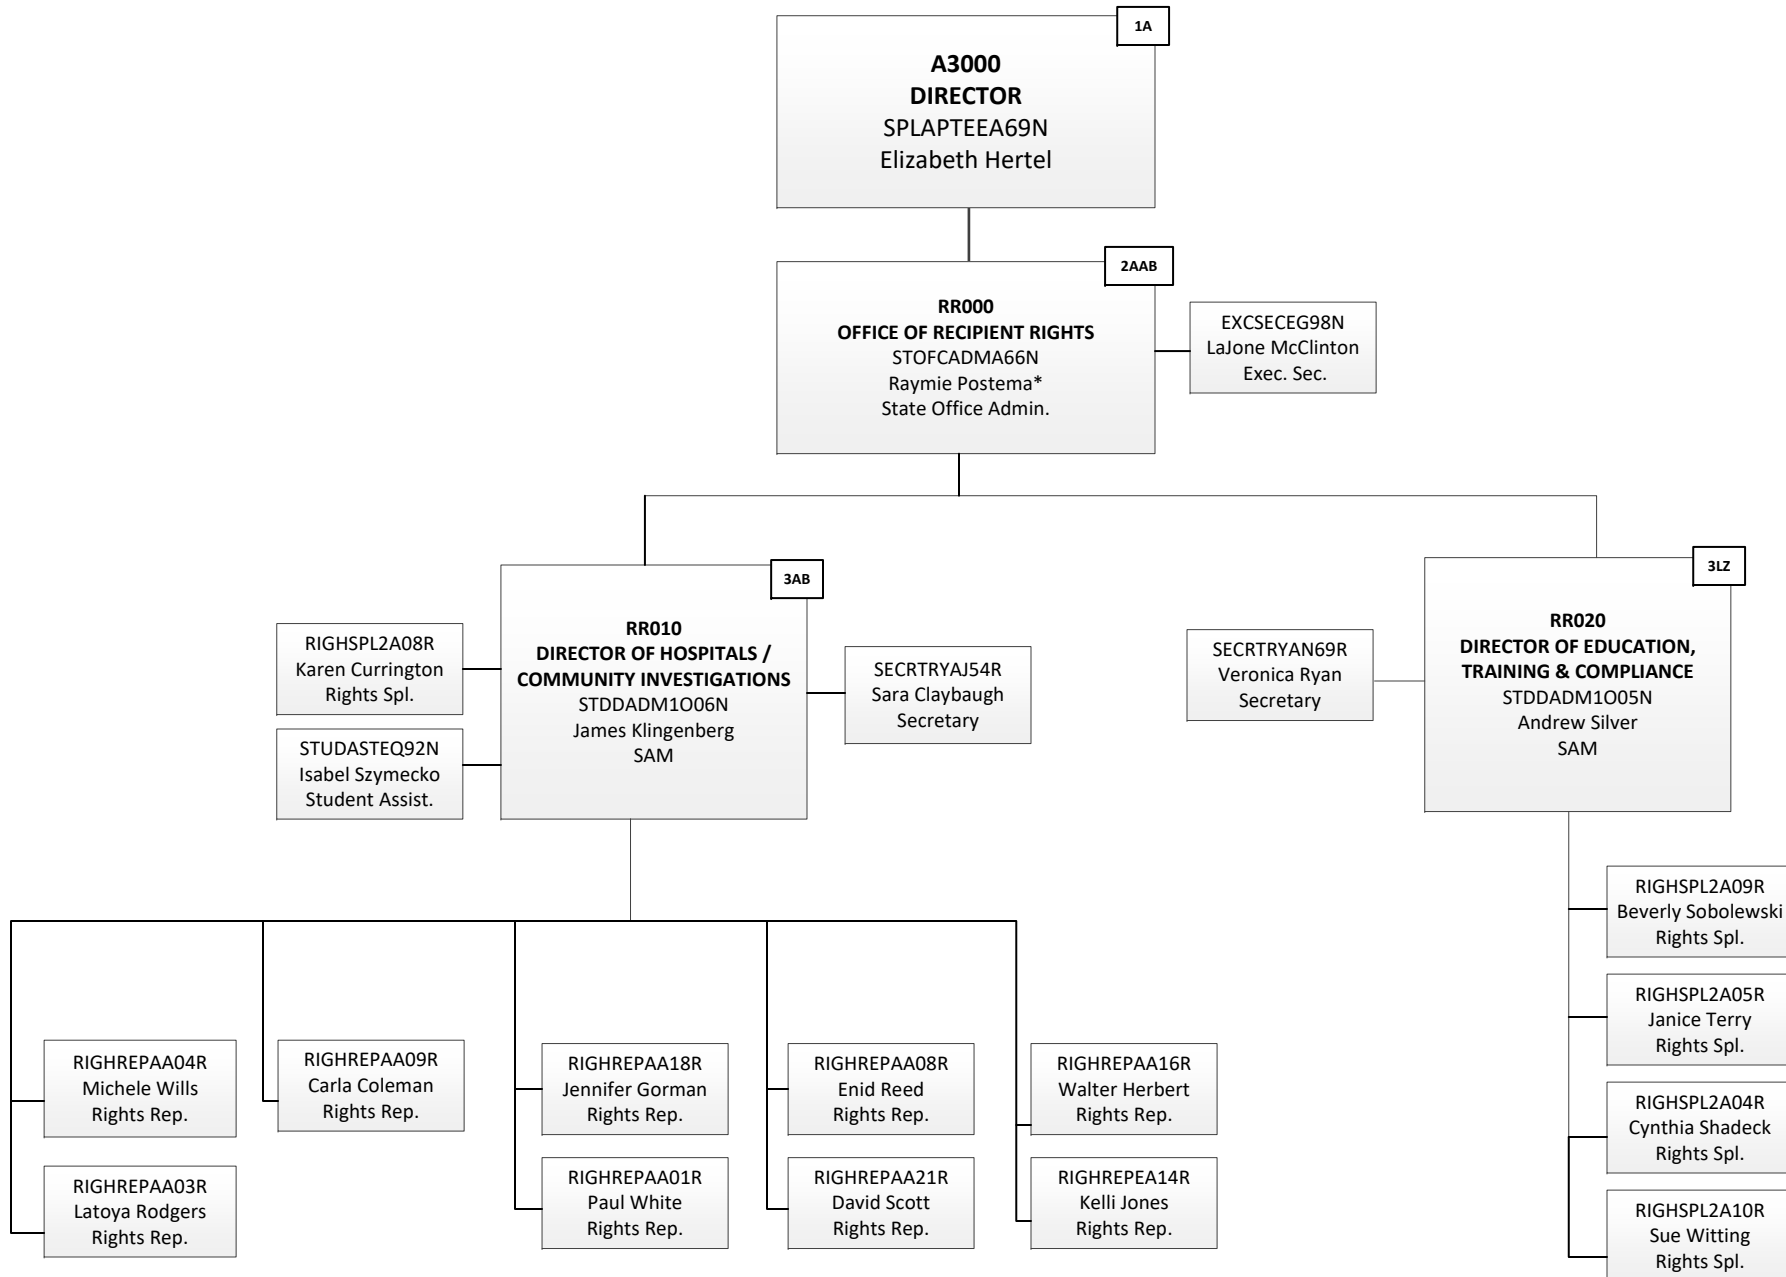 1A
A3000
DIRECTOR
SPLAPTEEA69N
Elizabeth Hertel
2AAB
RR000
OFFICE OF RECIPIENT RIGHTS
STOFCADMA66N
Raymie Postema*
State Office Admin.
EXCSECEG98N
LaJone McClinton
Exec. Sec.
3AB
RR010
DIRECTOR OF HOSPITALS /
COMMUNITY INVESTIGATIONS
STDDADM1O06N
James Klingenberg
SAM
RIGHSPL2A08R
Karen Currington
Rights Spl.
STUDASTEQ92N
Isabel Szymecko
Student Assist.
SECRTRYAJ54R
Sara Claybaugh
Secretary
3LZ
RR020
DIRECTOR OF EDUCATION,
TRAINING & COMPLIANCE
STDDADM1O05N
Andrew Silver
SAM
SECRTRYAN69R
Veronica Ryan
Secretary
RIGHREPAA04R
Michele Wills
Rights Rep.
RIGHREPAA03R
Latoya Rodgers
Rights Rep.
RIGHREPAA09R
Carla Coleman
Rights Rep.
RIGHREPAA18R
Jennifer Gorman
Rights Rep.
RIGHREPAA01R
Paul White
Rights Rep.
RIGHREPAA08R
Enid Reed
Rights Rep.
RIGHREPAA21R
David Scott
Rights Rep.
RIGHREPAA16R
Walter Herbert
Rights Rep.
RIGHREPEA14R
Kelli Jones
Rights Rep.
RIGHSPL2A09R
Beverly Sobolewski
Rights Spl.
RIGHSPL2A05R
Janice Terry
Rights Spl.
RIGHSPL2A04R
Cynthia Shadeck
Rights Spl.
RIGHSPL2A10R
Sue Witting
Rights Spl.